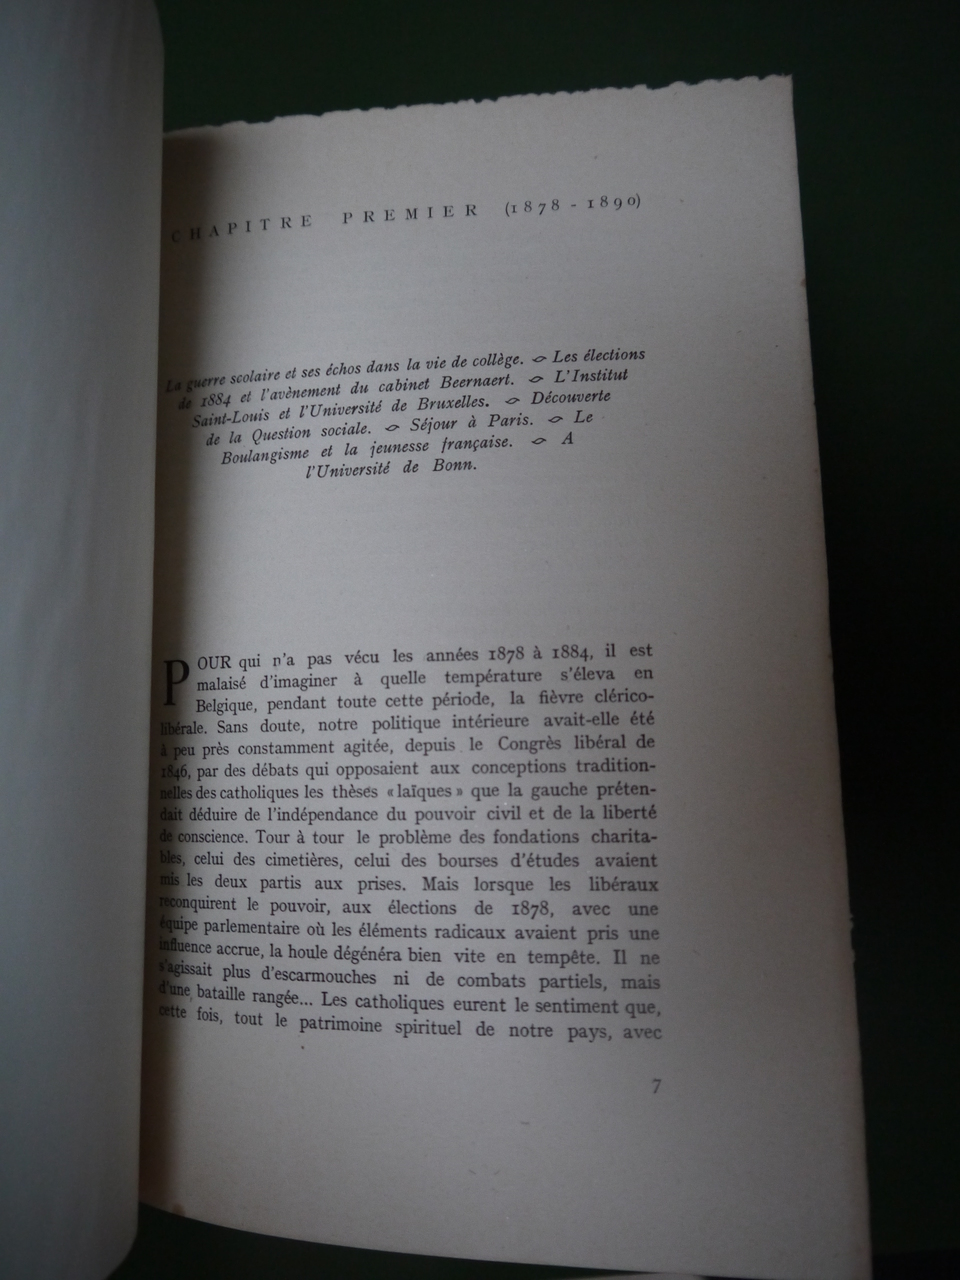 CHAPITRE PREMIER (1878 - 1890)
La guerre scolaire et ses échos dans la vie de collège. ⬭ Les élections
de 1884 et l'avènement du cabinet Beernaert. ⬭ L'Institut
Saint-Louis et l'Université de Bruxelles. ⬭ Découverte
de la Question sociale. ⬭ Séjour à Paris. ⬭ Le
Boulangisme et la jeunesse française. ⬭ A
l'Université de Bonn.
POUR qui n'a pas vécu les années 1878 à 1884, il est
malaisé d'imaginer à quelle température s'éleva en
Belgique, pendant toute cette période, la fièvre clérico-
libérale. Sans doute, notre politique intérieure avait-elle été
à peu près constamment agitée, depuis le Congrès libéral de
1846, par des débats qui opposaient aux conceptions tradition-
nelles des catholiques les thèses « laïques » que la gauche préten-
dait déduire de l'indépendance du pouvoir civil et de la liberté
de conscience. Tour à tour le problème des fondations charita-
bles, celui des cimetières, celui des bourses d'études avaient
mis les deux partis aux prises. Mais lorsque les libéraux
reconquirent le pouvoir, aux élections de 1878, avec une
équipe parlementaire où les éléments radicaux avaient pris une
influence accrue, la houle dégénéra bien vite en tempête. Il ne
s'agissait plus d'escarmouches ni de combats partiels, mais
d'une bataille rangée... Les catholiques eurent le sentiment que,
cette fois, tout le patrimoine spirituel de notre pays, avec
7